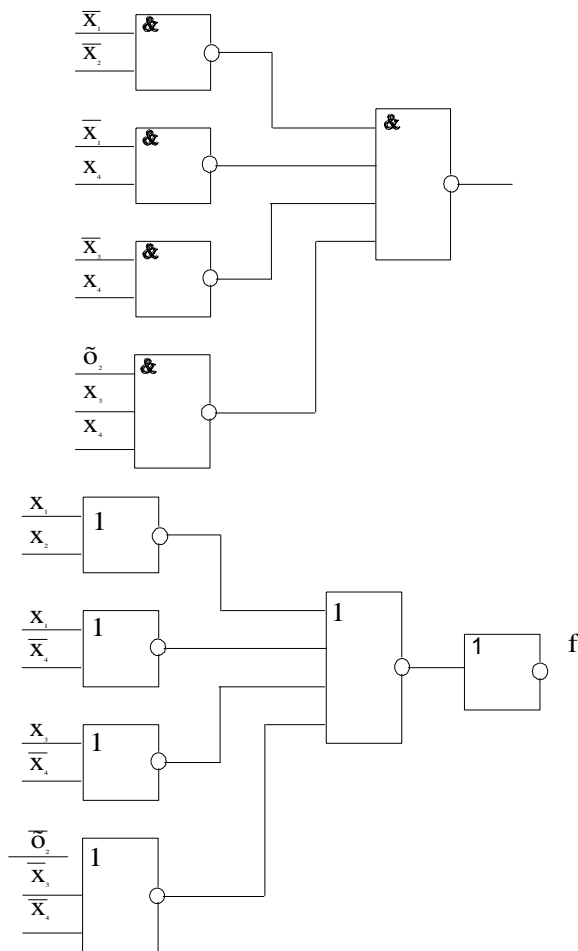 x̅₁
&
x̅₂
x̅₁
&
x₄
&
x̅₃
&
x₄
õ₂
&
x₃
x₄
x₁
1
x₂
x₁
1
x̅₄
1
1
f
x₃
1
x̅₄
õ̅₂
1
x̅₃
x̅₄